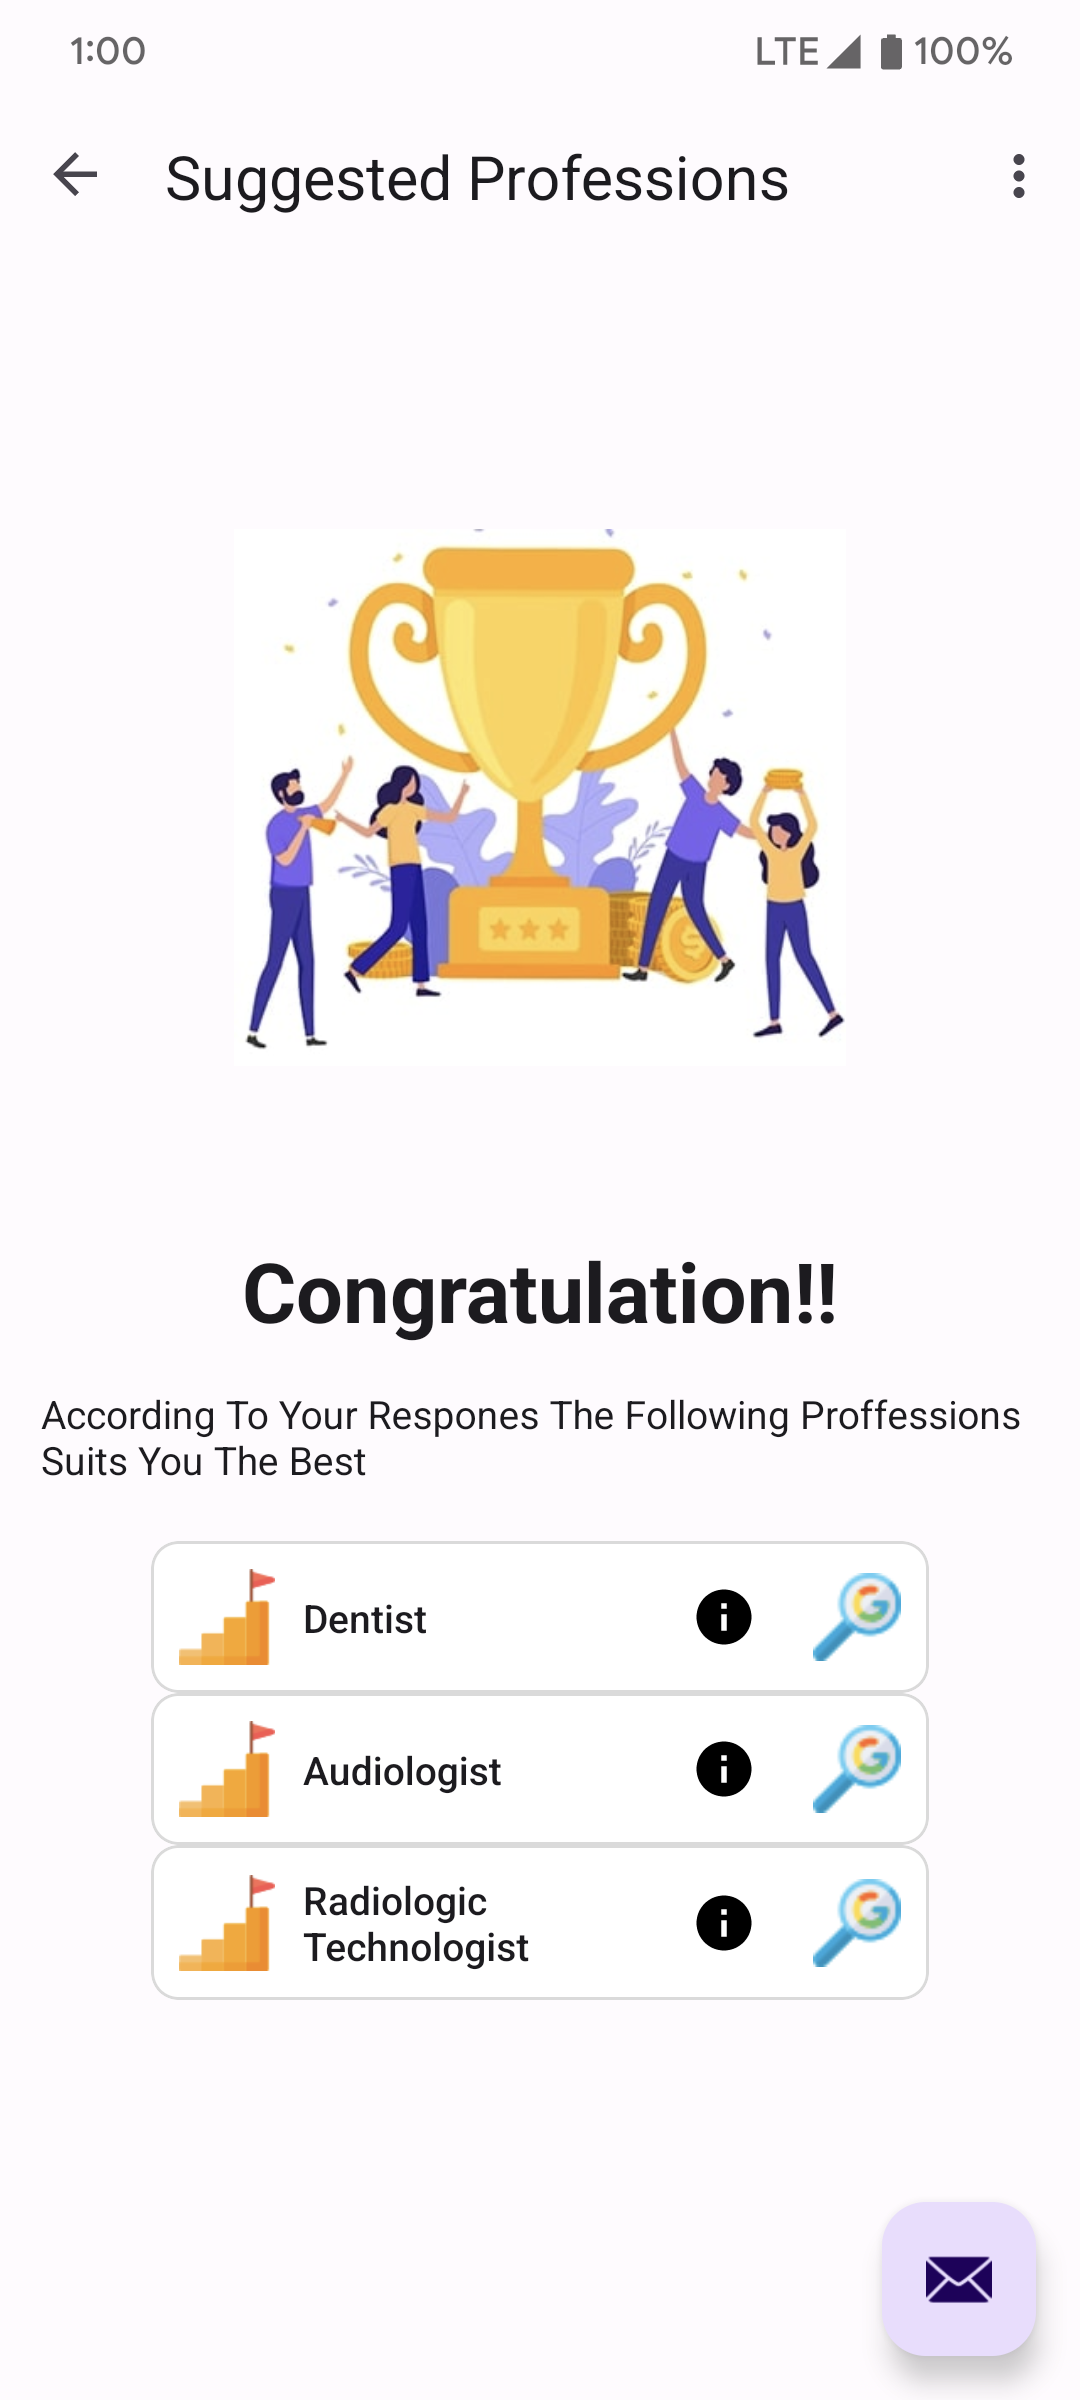 1:00
LTE 100%
Suggested Professions
Congratulation!!
According To Your Respones The Following Proffessions
Suits You The Best
Dentist
Audiologist
Radiologic
Technologist